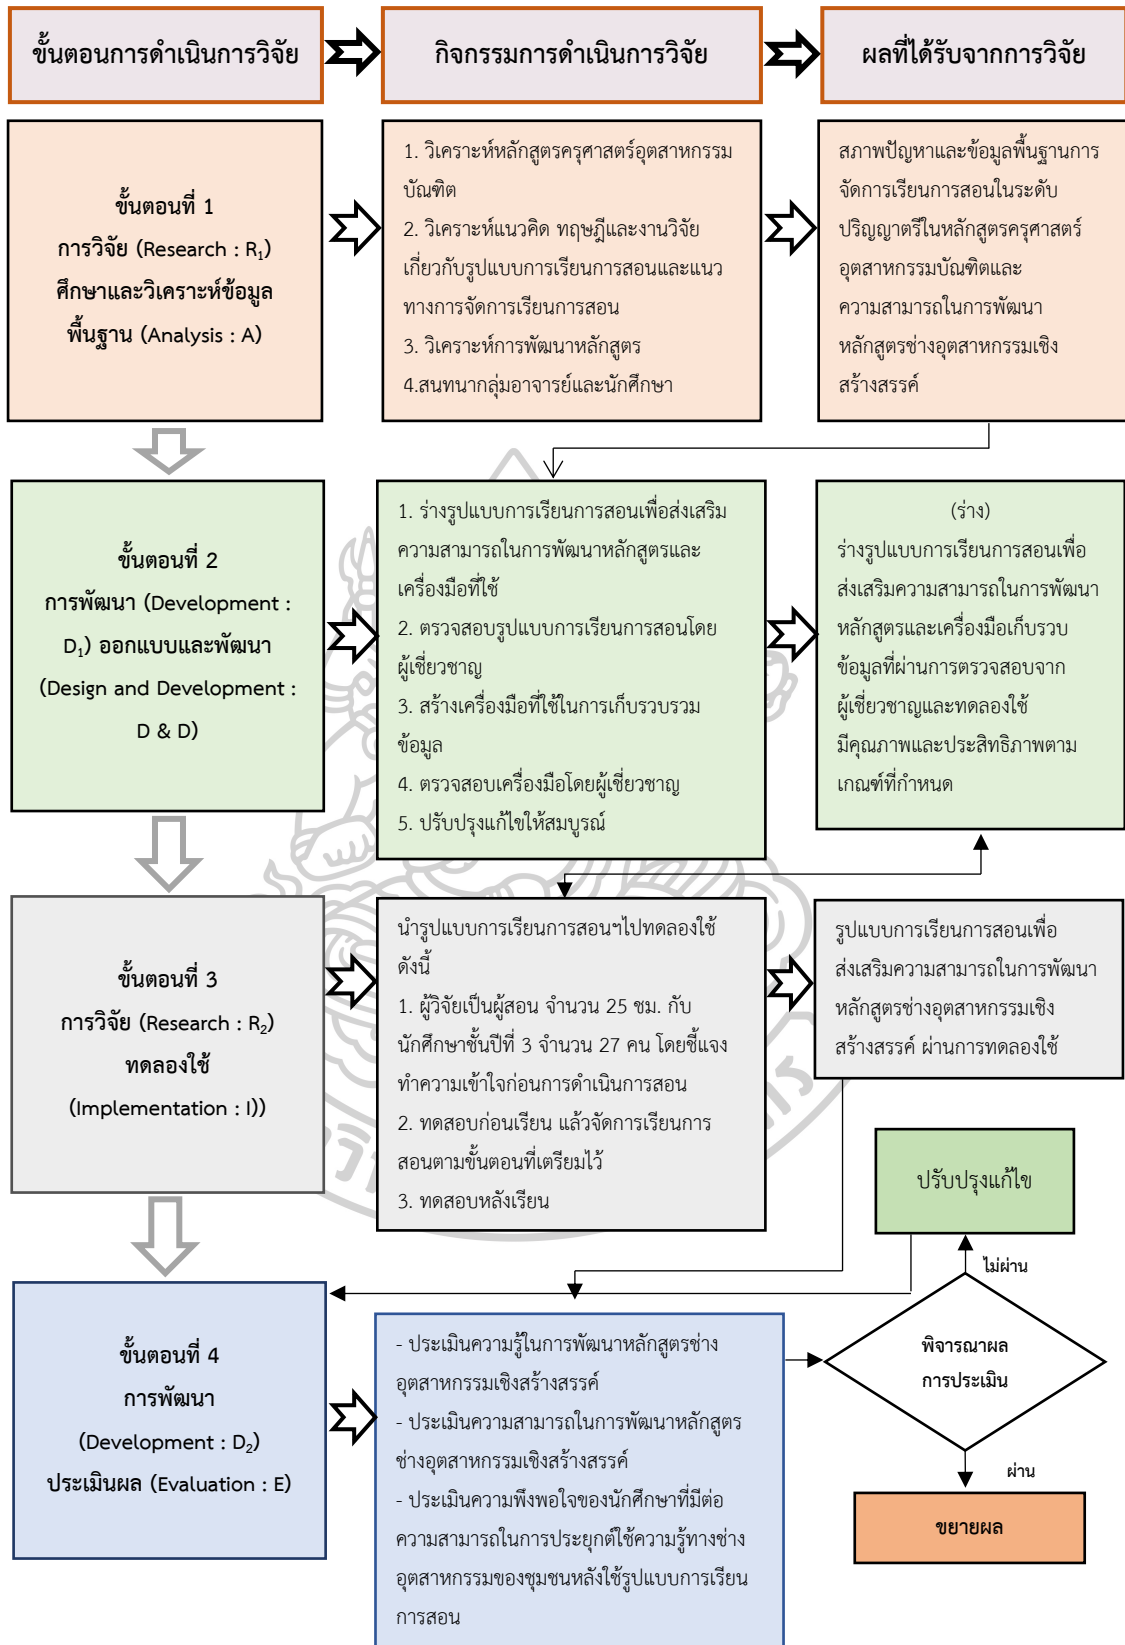 ขั้นตอนการดำเนินการวิจัย
กิจกรรมการดำเนินการวิจัย
ผลที่ได้รับจากการวิจัย
ขั้นตอนที่ 1
การวิจัย (Research : R₁)
ศึกษาและวิเคราะห์ข้อมูล
พื้นฐาน (Analysis : A)
1. วิเคราะห์หลักสูตรครุศาสตร์อุตสาหกรรม
บัณฑิต
2. วิเคราะห์แนวคิด ทฤษฎีและงานวิจัย
เกี่ยวกับรูปแบบการเรียนการสอนและแนว
ทางการจัดการเรียนการสอน
3. วิเคราะห์การพัฒนาหลักสูตร
4.สนทนากลุ่มอาจารย์และนักศึกษา
สภาพปัญหาและข้อมูลพื้นฐานการ
จัดการเรียนการสอนในระดับ
ปริญญาตรีในหลักสูตรครุศาสตร์
อุตสาหกรรมบัณฑิตและ
ความสามารถในการพัฒนา
หลักสูตรช่างอุตสาหกรรมเชิง
สร้างสรรค์
ขั้นตอนที่ 2
การพัฒนา (Development :
D₁) ออกแบบและพัฒนา
(Design and Development :
D & D)
1. ร่างรูปแบบการเรียนการสอนเพื่อส่งเสริม
ความสามารถในการพัฒนาหลักสูตรและ
เครื่องมือที่ใช้
2. ตรวจสอบรูปแบบการเรียนการสอนโดย
ผู้เชี่ยวชาญ
3. สร้างเครื่องมือที่ใช้ในการเก็บรวบรวม
ข้อมูล
4. ตรวจสอบเครื่องมือโดยผู้เชี่ยวชาญ
5. ปรับปรุงแก้ไขให้สมบูรณ์
(ร่าง)
ร่างรูปแบบการเรียนการสอนเพื่อ
ส่งเสริมความสามารถในการพัฒนา
หลักสูตรและเครื่องมือเก็บรวบ
ข้อมูลที่ผ่านการตรวจสอบจาก
ผู้เชี่ยวชาญและทดลองใช้
มีคุณภาพและประสิทธิภาพตาม
เกณฑ์ที่กำหนด
ขั้นตอนที่ 3
การวิจัย (Research : R₂)
ทดลองใช้
(Implementation : I))
นำรูปแบบการเรียนการสอนฯไปทดลองใช้
ดังนี้
1. ผู้วิจัยเป็นผู้สอน จำนวน 25 ชม. กับ
นักศึกษาชั้นปีที่ 3 จำนวน 27 คน โดยชี้แจง
ทำความเข้าใจก่อนการดำเนินการสอน
2. ทดสอบก่อนเรียน แล้วจัดการเรียนการ
สอนตามขั้นตอนที่เตรียมไว้
3. ทดสอบหลังเรียน
รูปแบบการเรียนการสอนเพื่อ
ส่งเสริมความสามารถในการพัฒนา
หลักสูตรช่างอุตสาหกรรมเชิง
สร้างสรรค์ ผ่านการทดลองใช้
ปรับปรุงแก้ไข
ไม่ผ่าน
ขั้นตอนที่ 4
การพัฒนา
(Development : D₂)
ประเมินผล (Evaluation : E)
- ประเมินความรู้ในการพัฒนาหลักสูตรช่าง
อุตสาหกรรมเชิงสร้างสรรค์
- ประเมินความสามารถในการพัฒนาหลักสูตร
ช่างอุตสาหกรรมเชิงสร้างสรรค์
- ประเมินความพึงพอใจของนักศึกษาที่มีต่อ
ความสามารถในการประยุกต์ใช้ความรู้ทางช่าง
อุตสาหกรรมของชุมชนหลังใช้รูปแบบการเรียน
การสอน
พิจารณาผล
การประเมิน
ผ่าน
ขยายผล